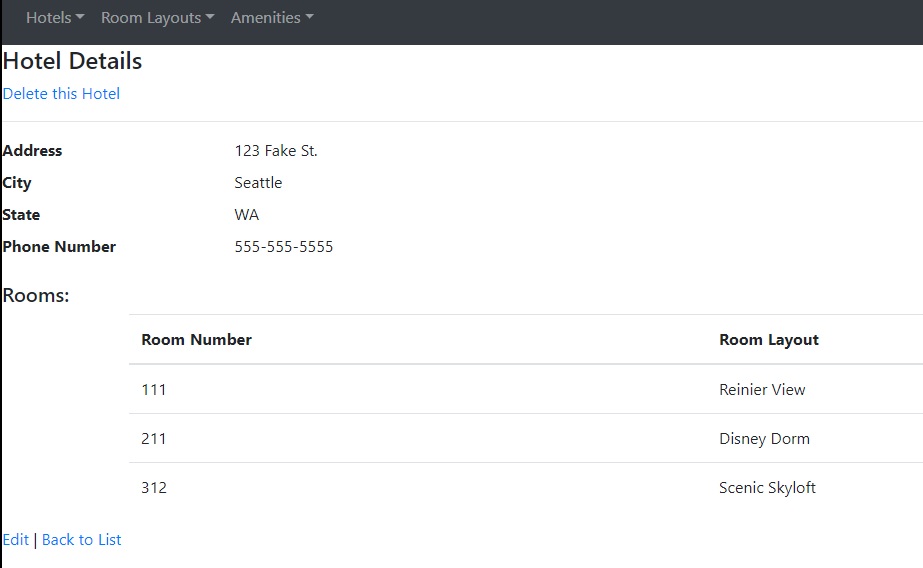 Hotels Room Layouts Amenities
Hotel Details
Delete this Hotel
Address 123 Fake St.
City Seattle
State WA
Phone Number 555-555-5555
Rooms:
Room Number Room Layout
111 Reinier View
211 Disney Dorm
312 Scenic Skyloft
Edit | Back to List